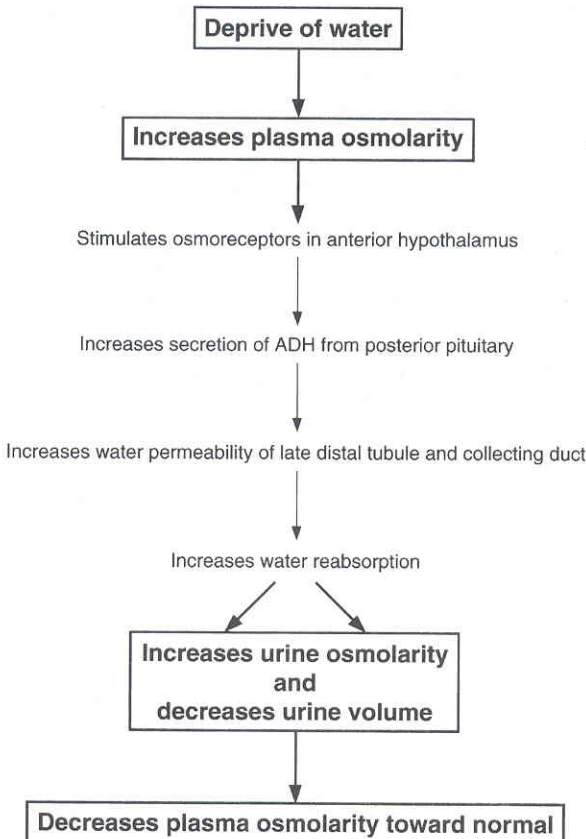 Deprive of water
Increases plasma osmolarity
Stimulates osmoreceptors in anterior hypothalamus
Increases secretion of ADH from posterior pituitary
Increases water permeability of late distal tubule and collecting duct
Increases water reabsorption
Increases urine osmolarity
and
decreases urine volume
Decreases plasma osmolarity toward normal